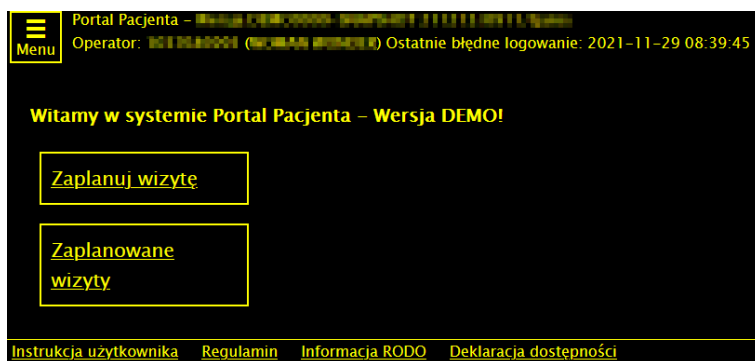 Portal Pacjenta –
Menu
Operator: ( ) Ostatnie błędne logowanie: 2021-11-29 08:39:45
Witamy w systemie Portal Pacjenta – Wersja DEMO!
Zaplanuj wizytę
Zaplanowane
wizyty
Instrukcja użytkownika Regulamin Informacja RODO Deklaracja dostępności